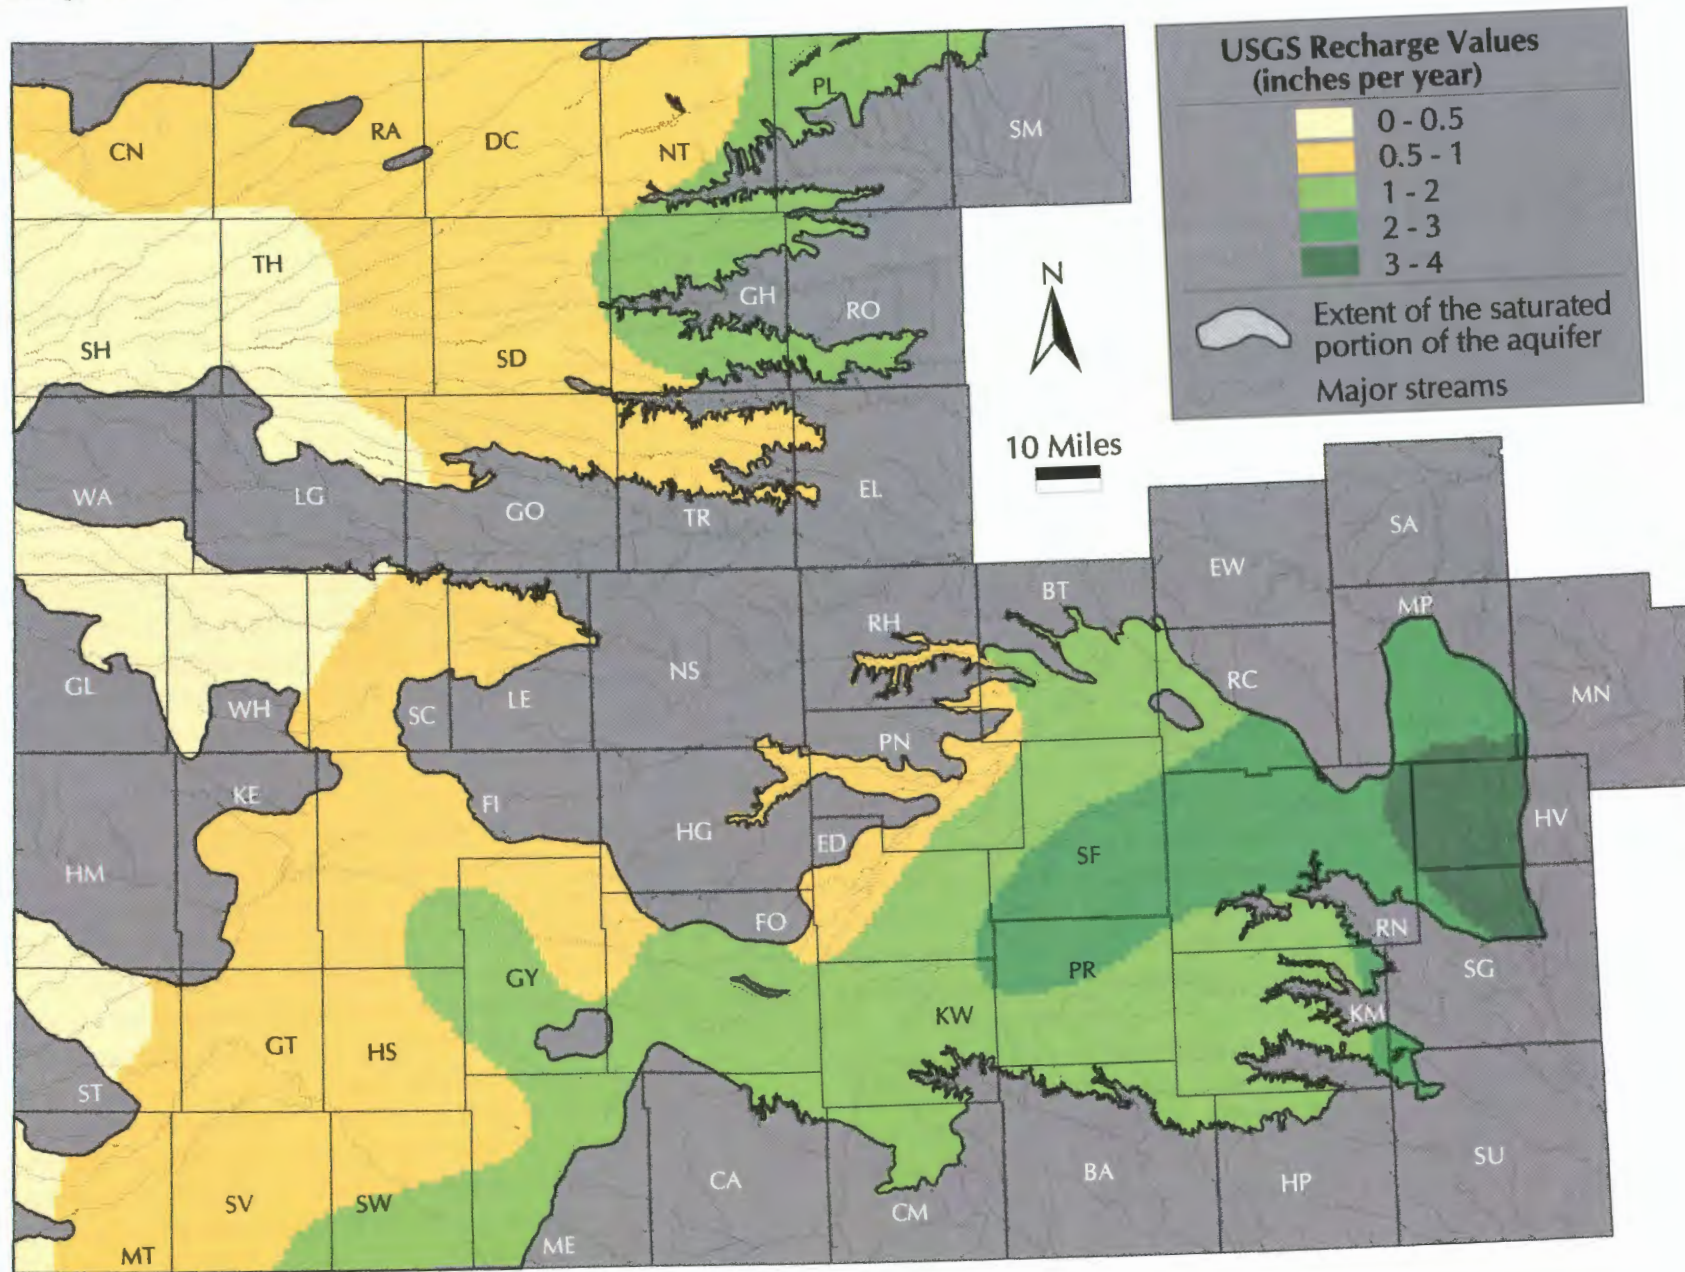 USGS Recharge Values
(inches per year)
0 - 0.5
0.5 - 1
1 - 2
2 - 3
3 - 4
Extent of the saturated
portion of the aquifer
Major streams
N
10 Miles
CN
RA
DC
NT
PL
SM
SH
TH
SD
GH
RO
WA
LG
GO
TR
EL
GL
WH
SC
LE
NS
RH
BT
EW
SA
RC
MP
MN
HM
KE
FI
HG
PN
ED
FO
SF
PR
RN
HV
SG
ST
GT
HS
GY
KW
KM
MT
SV
SW
ME
CA
CM
BA
HP
SU